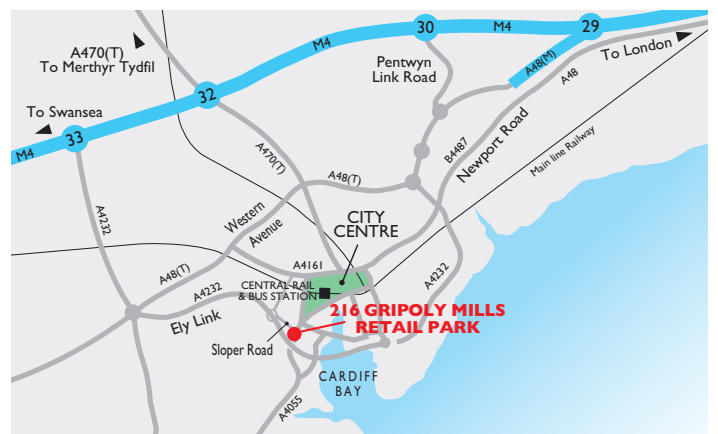 A470(T)
To Merthyr Tydfil
M4
30
M4
29
To London
Pentwyn
Link Road
A48(M)
A48
32
To Swansea
33
M4
A470(T)
B4487
Newport Road
Main line Railway
A48(T)
A4232
Western
Avenue
CITY
CENTRE
A48(T)
A4161
A4232
CENTRAL RAIL
& BUS STATION
A4232
Ely Link
216 GRIPOLY MILLS
RETAIL PARK
Sloper Road
CARDIFF
BAY
A4055